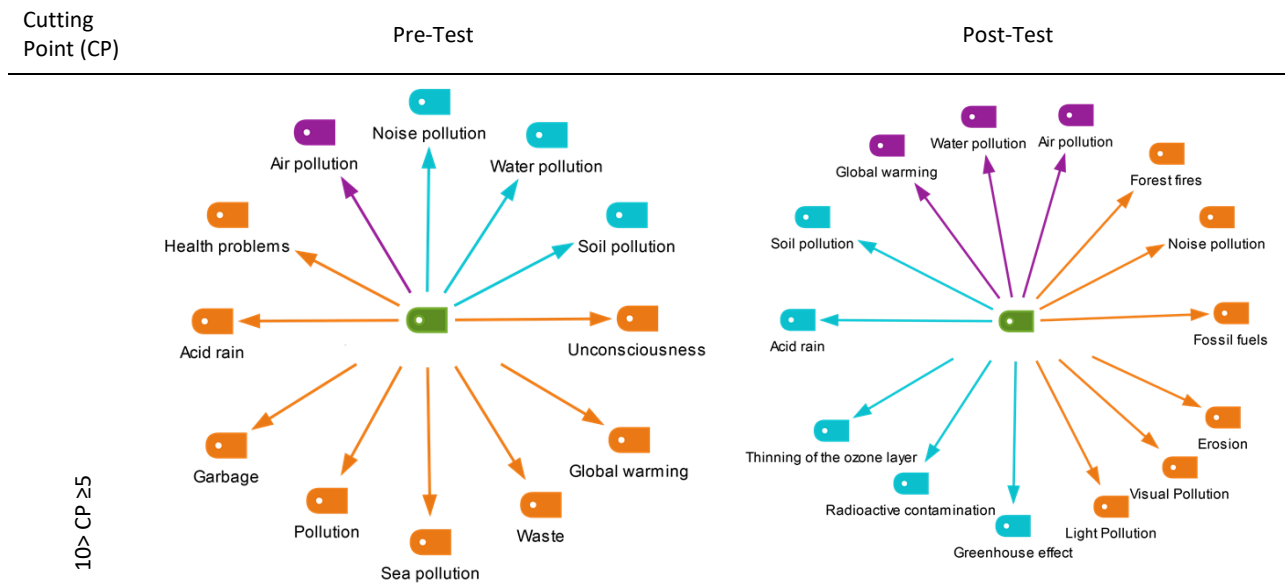 Cutting
Point (CP)
Pre-Test
Post-Test
10> CP ≥5
Noise pollution
Air pollution
Water pollution
Health problems
Soil pollution
Acid rain
Unconsciousness
Garbage
Global warming
Pollution
Waste
Sea pollution
Water pollution
Air pollution
Global warming
Forest fires
Soil pollution
Noise pollution
Acid rain
Fossil fuels
Thinning of the ozone layer
Erosion
Radioactive contamination
Visual Pollution
Greenhouse effect
Light Pollution